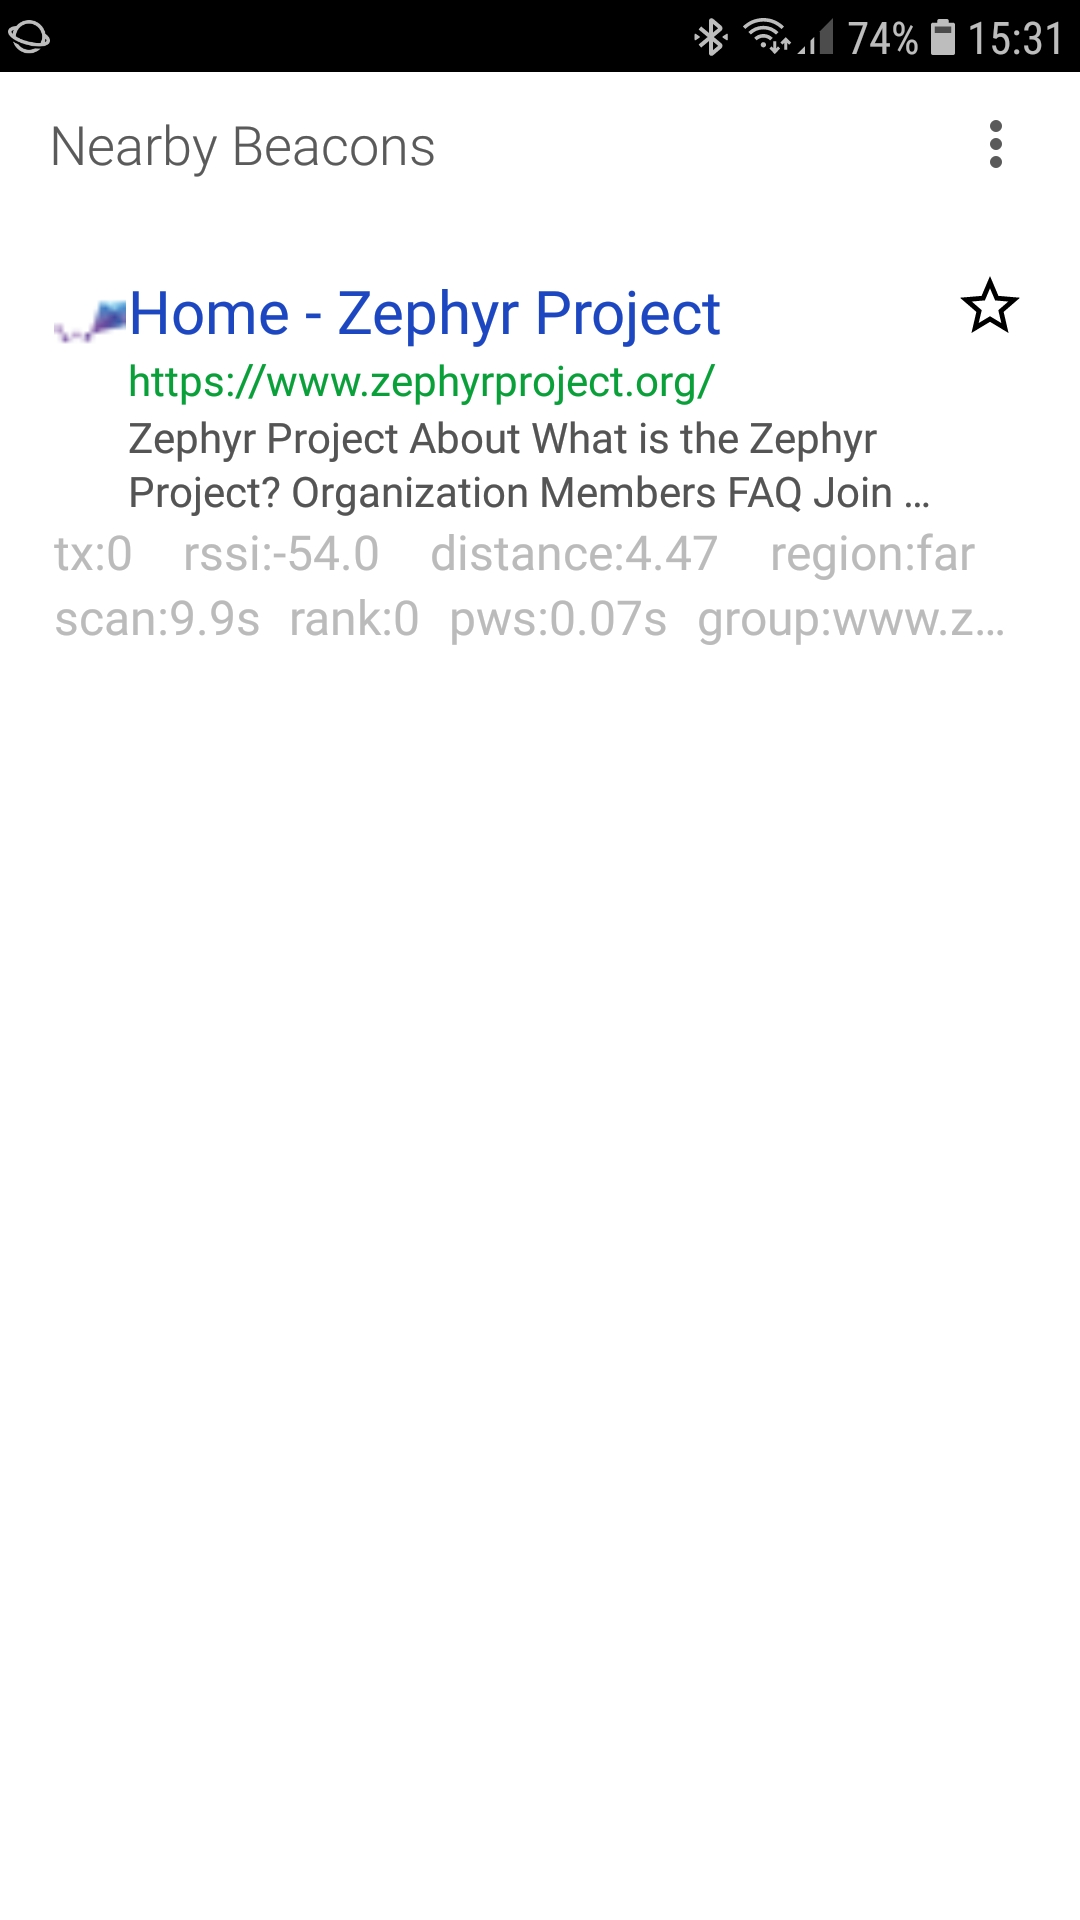 74% 15:31
Nearby Beacons
Home - Zephyr Project
https://www.zephyrproject.org/
Zephyr Project About What is the Zephyr
Project? Organization Members FAQ Join ...
tx:0 rssi:-54.0 distance:4.47 region:far
scan:9.9s rank:0 pws:0.07s group:www.z...